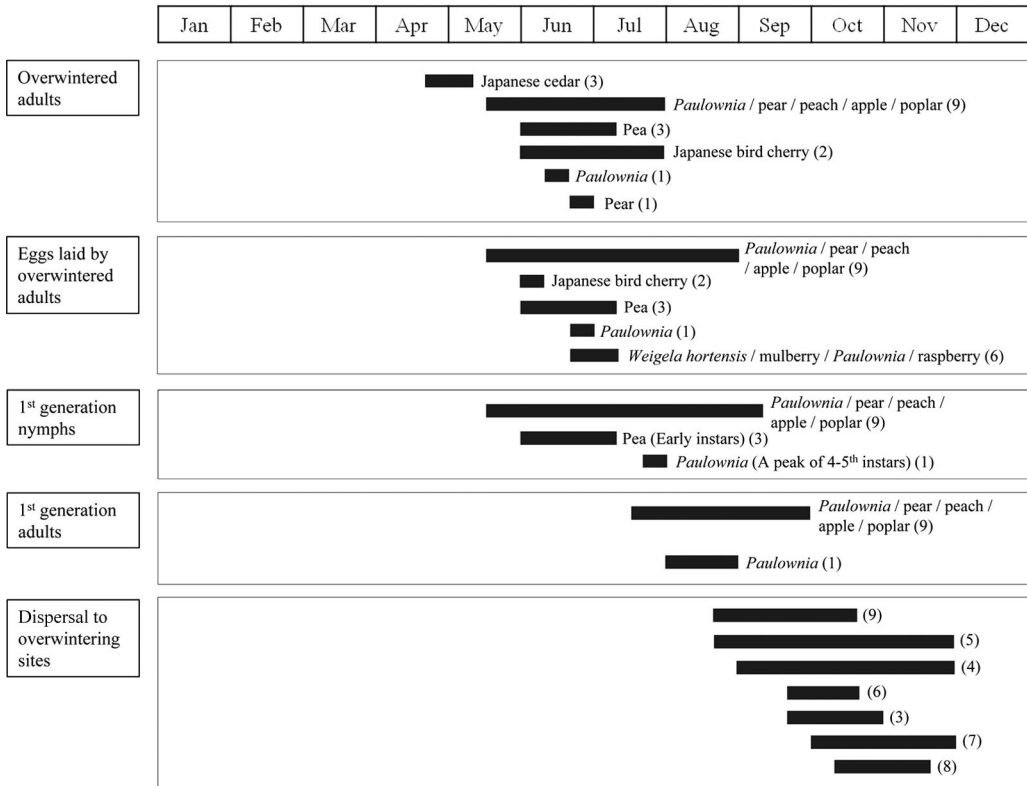 Jan Feb Mar Apr May Jun Jul Aug Sep Oct Nov Dec
Overwintered
adults
Japanese cedar (3)
Paulownia / pear / peach / apple / poplar (9)
Pea (3)
Japanese bird cherry (2)
Paulownia (1)
Pear (1)
Eggs laid by
overwintered
adults
Paulownia / pear / peach
/ apple / poplar (9)
Japanese bird cherry (2)
Pea (3)
Paulownia (1)
Weigela hortensis / mulberry / Paulownia / raspberry (6)
1st generation
nymphs
Paulownia / pear / peach /
apple / poplar (9)
Pea (Early instars) (3)
Paulownia (A peak of 4-5th instars) (1)
1st generation
adults
Paulownia / pear / peach /
apple / poplar (9)
Paulownia (1)
Dispersal to
overwintering
sites
(9)
(5)
(4)
(6)
(3)
(7)
(8)